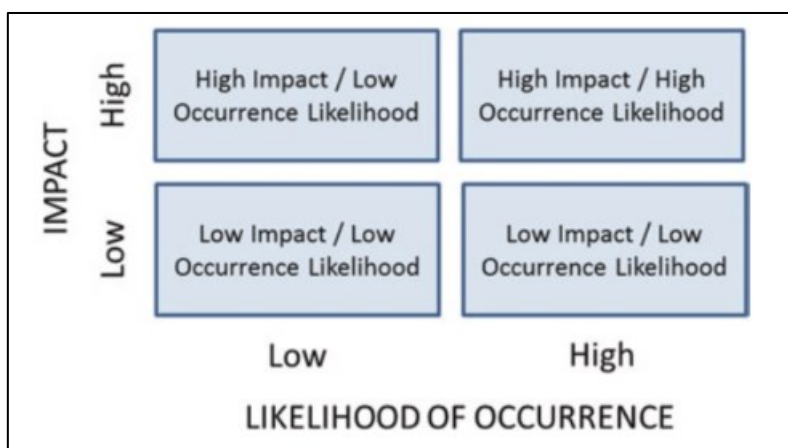 IMPACT
High
High Impact / Low
Occurrence Likelihood
High Impact / High
Occurrence Likelihood
Low
Low Impact / Low
Occurrence Likelihood
Low Impact / Low
Occurrence Likelihood
Low
High
LIKELIHOOD OF OCCURRENCE